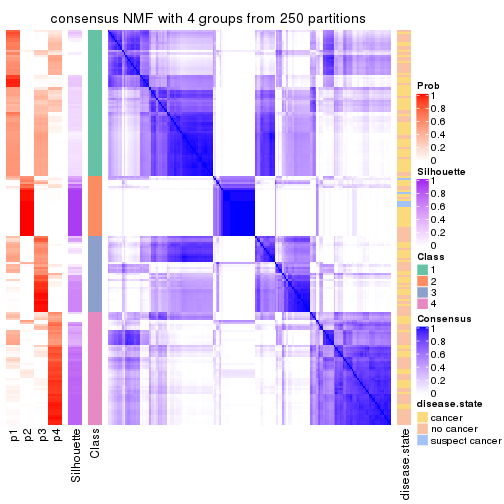 consensus NMF with 4 groups from 250 partitions
Prob
1
0.8
0.6
0.4
0.2
0
Silhouette
1
0.8
0.6
0.4
0.2
0
Class
1
2
3
4
Consensus
1
0.8
0.6
0.4
0.2
0
disease.state
cancer
no cancer
suspect cancer
p1
p2
p3
p4
Silhouette
Class
disease.state